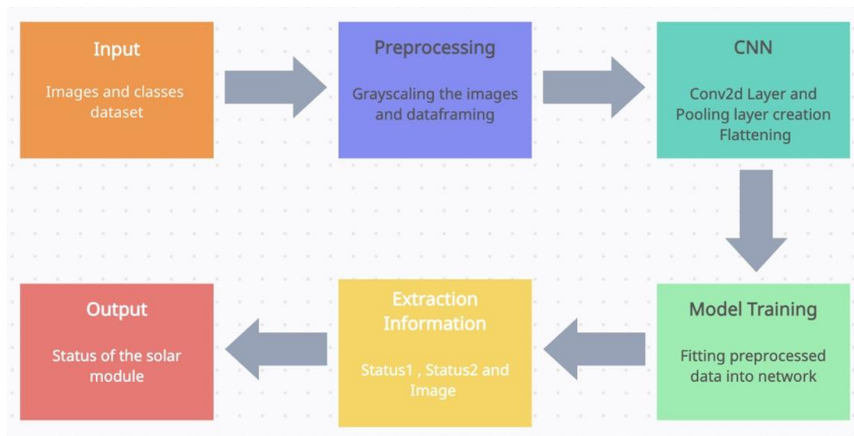 Input
Images and classes
dataset
Preprocessing
Grayscaling the images
and dataframing
CNN
Conv2d Layer and
Pooling layer creation
Flattening
Model Training
Fitting preprocessed
data into network
Extraction
Information
Status1 , Status2 and
Image
Output
Status of the solar
module